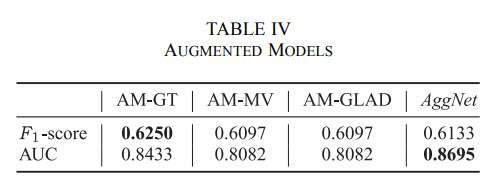 TABLE IV
AUGMENTED MODELS
AM-GT AM-MV AM-GLAD AggNet
F1-score 0.6250 0.6097 0.6097 0.6133
AUC 0.8433 0.8082 0.8082 0.8695